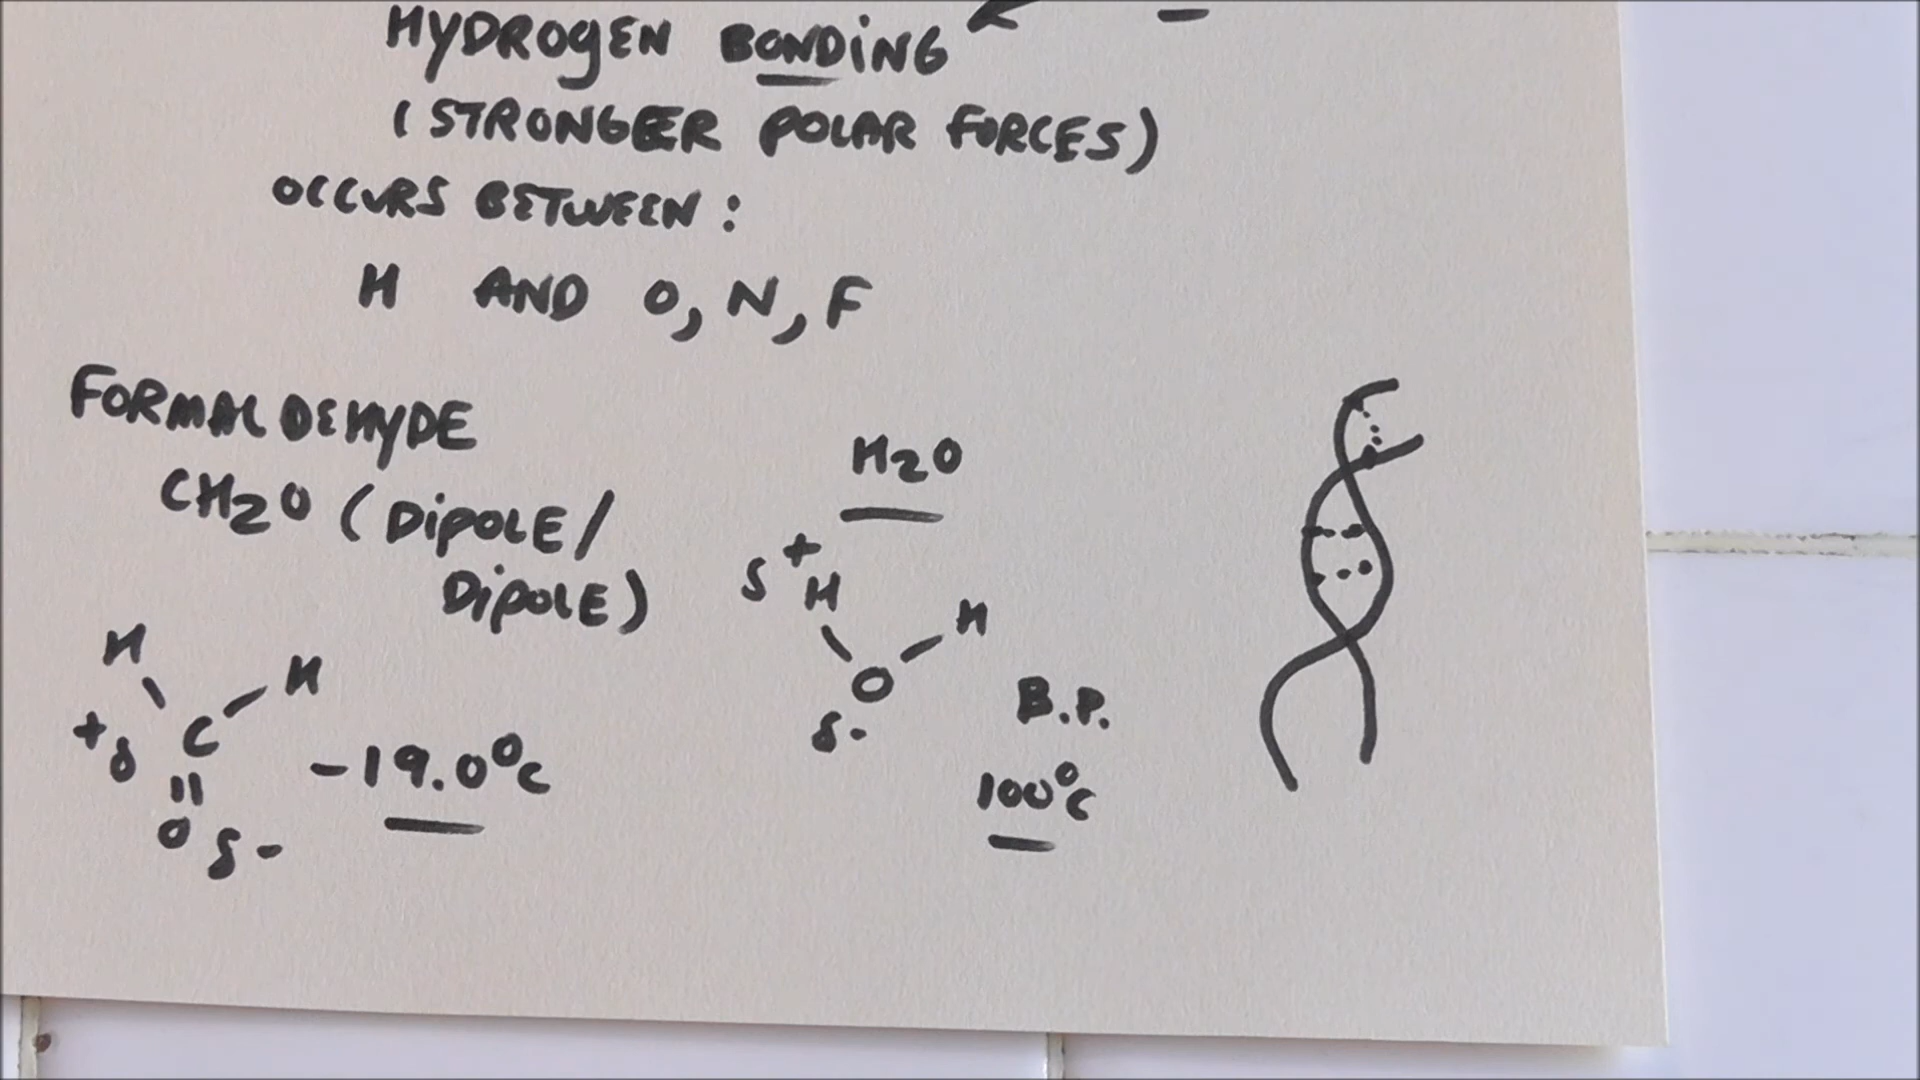 HYDROGEN BONDING
(STRONGER POLAR FORCES)
OCCURS BETWEEN:
H AND O, N, F
FORMALDEHYDE
CH2O (DIPOLE/
DIPOLE)
H
H
+δ C
O δ-
-19.0°C
H2O
δ+
H
H
O
δ-
B.P.
100°C